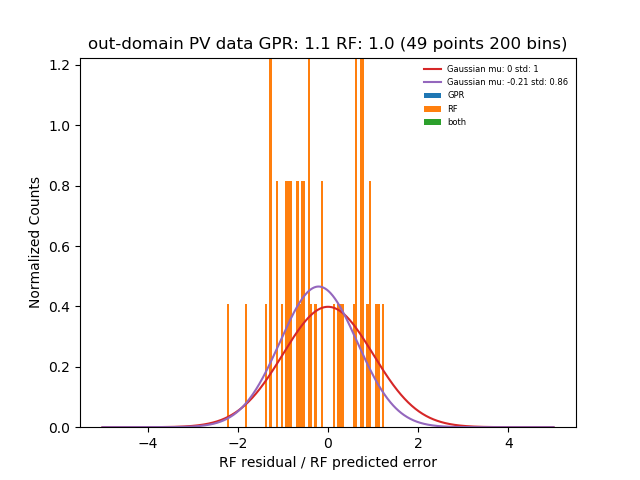 out-domain PV data GPR: 1.1 RF: 1.0 (49 points 200 bins)
Gaussian mu: 0 std: 1
Gaussian mu: -0.21 std: 0.86
GPR
RF
both
Normalized Counts
1.2
1.0
0.8
0.6
0.4
0.2
0.0
−4
−2
0
2
4
RF residual / RF predicted error